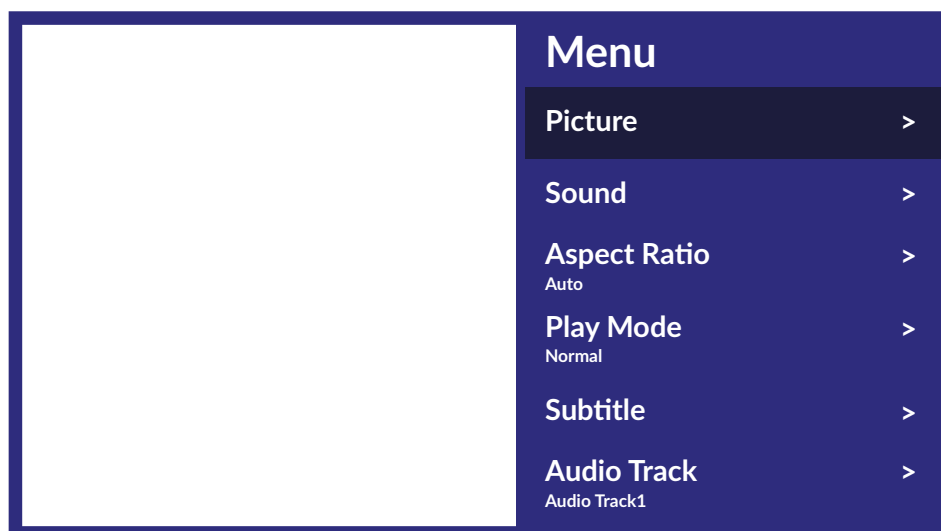 Menu
Picture >
Sound >
Aspect Ratio >
Auto
Play Mode >
Normal
Subtitle >
Audio Track >
Audio Track1